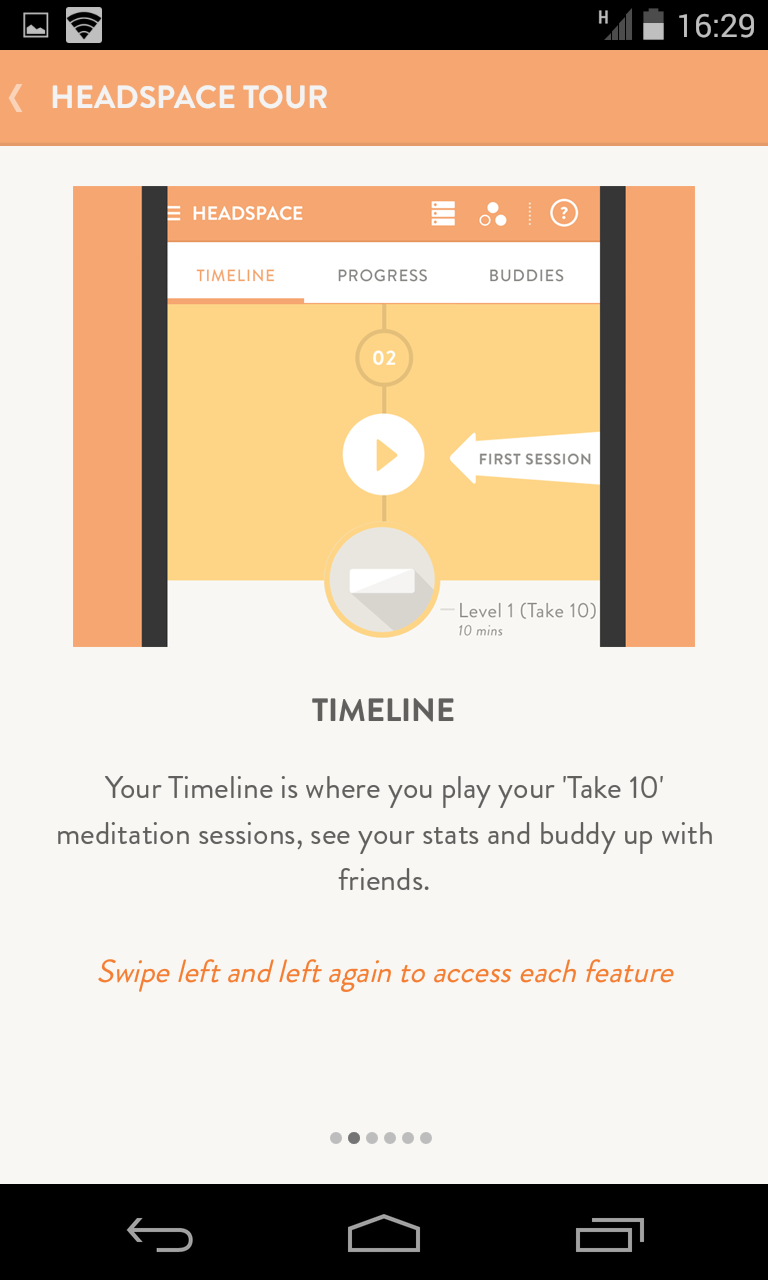 H 16:29
HEADSPACE TOUR
HEADSPACE ?
TIMELINE PROGRESS BUDDIES
02
FIRST SESSION
Level 1 (Take 10)
10 mins
TIMELINE
Your Timeline is where you play your 'Take 10'
meditation sessions, see your stats and buddy up with
friends.
Swipe left and left again to access each feature